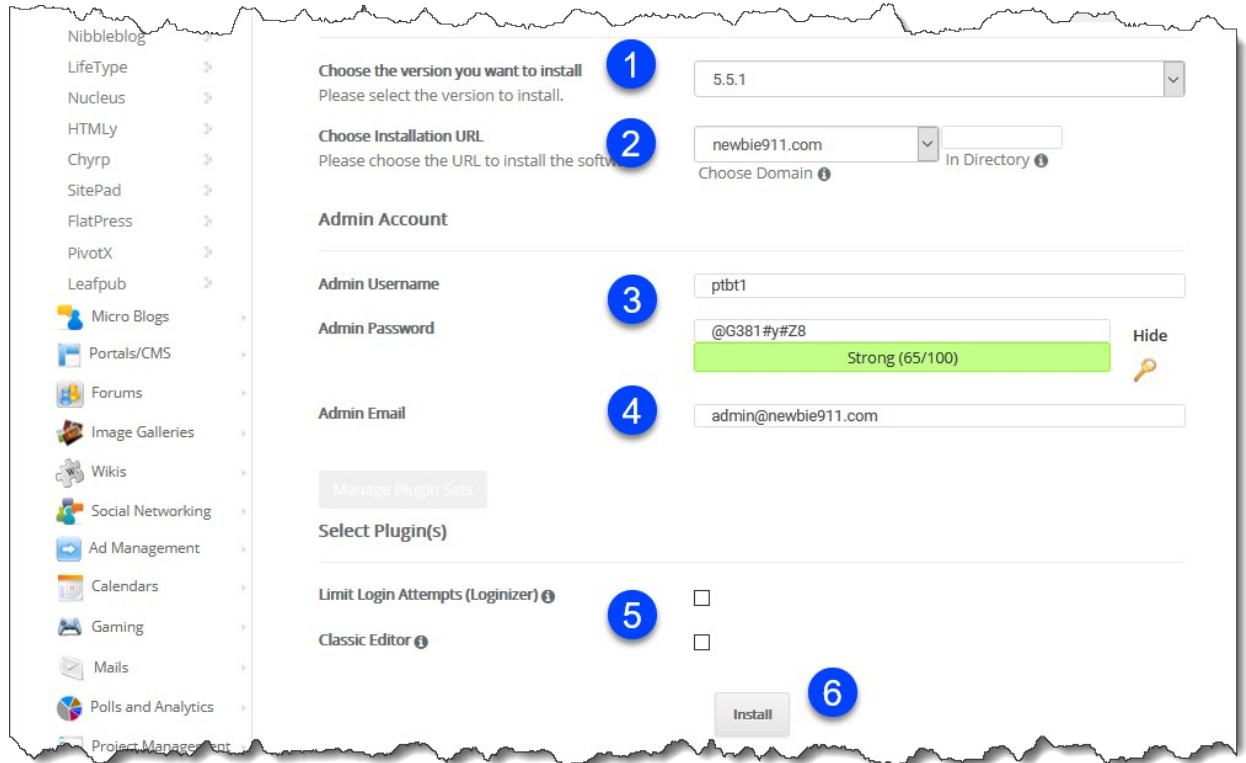 Nibbleblog
LifeType
Nucleus
HTMLy
Chyrp
SitePad
FlatPress
PivotX
Leafpub
Micro Blogs
Portals/CMS
Forums
Image Galleries
Wikis
Social Networking
Ad Management
Calendars
Gaming
Mails
Polls and Analytics
Project Management
Choose the version you want to install
Please select the version to install.
1
5.5.1
Choose Installation URL
Please choose the URL to install the softw
2
newbie911.com
Choose Domain
In Directory
Admin Account
Admin Username
3
ptbt1
Admin Password
@G381#y#Z8
Hide
Strong (65/100)
Admin Email
4
admin@newbie911.com
Manage Plugin Sets
Select Plugin(s)
Limit Login Attempts (Loginizer)
5
Classic Editor
6
Install